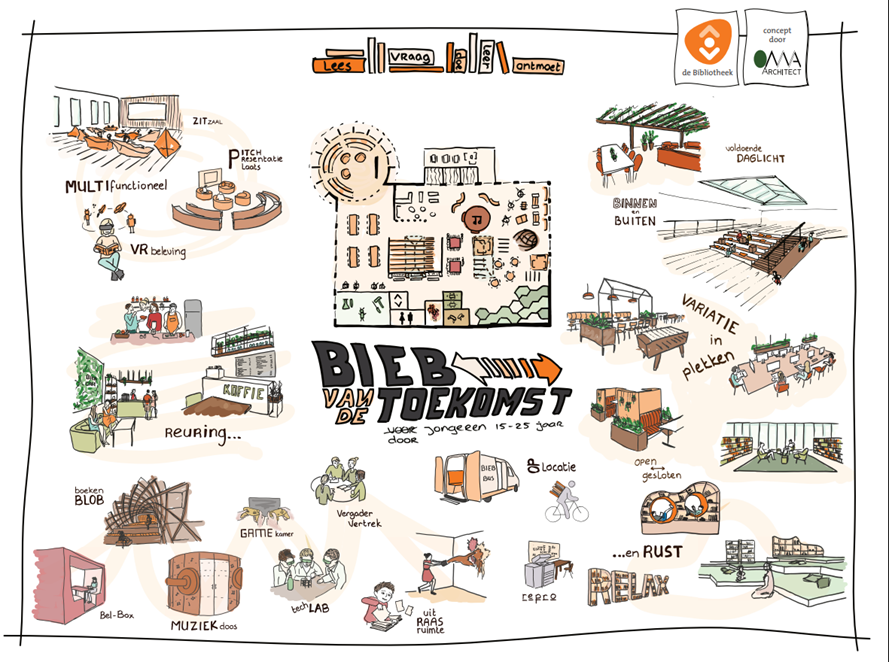 Lees
VRAAG
doe
Leer
ontmoet
de Bibliotheek
concept
door
OMA
ARCHITECT
ZITZAAL
PITCH
Presentatie
Plaats
MULTIfunctioneel
VR beleving
voldoende
DAGLICHT
BINNEN
en
BUITEN
VARIATIE
in
plekken
KOFFIE
REURING...
BIEB
VAN
DE
TOEKOMST
voor jongeren 15-25 jaar
door
open
gesloten
boeken
BLOB
GAME kamer
Vergader
Vertrek
BIEB
BUS
op Locatie
...en RUST
RELAX
Bel-Box
MUZIEK doos
tech LAB
uit
RAAS
ruimte